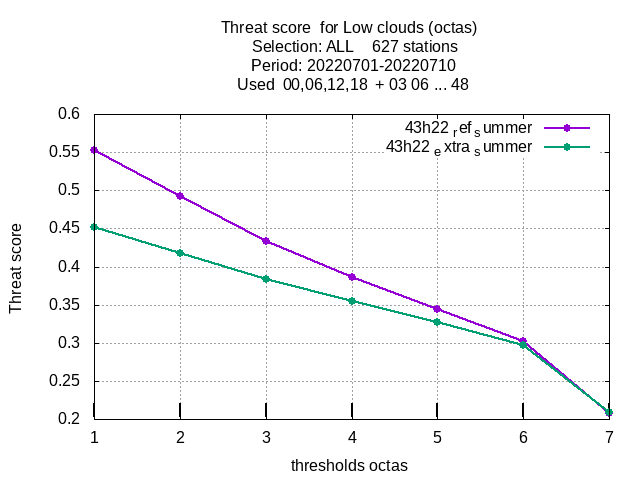 Threat score  for Low clouds (octas)
Selection: ALL    627 stations
Period: 20220701-20220710
Used  00,06,12,18  + 03 06 ... 48
43h22 ref summer
43h22 extra summer
Threat score
0.6
0.55
0.5
0.45
0.4
0.35
0.3
0.25
0.2
1 2 3 4 5 6 7
thresholds octas